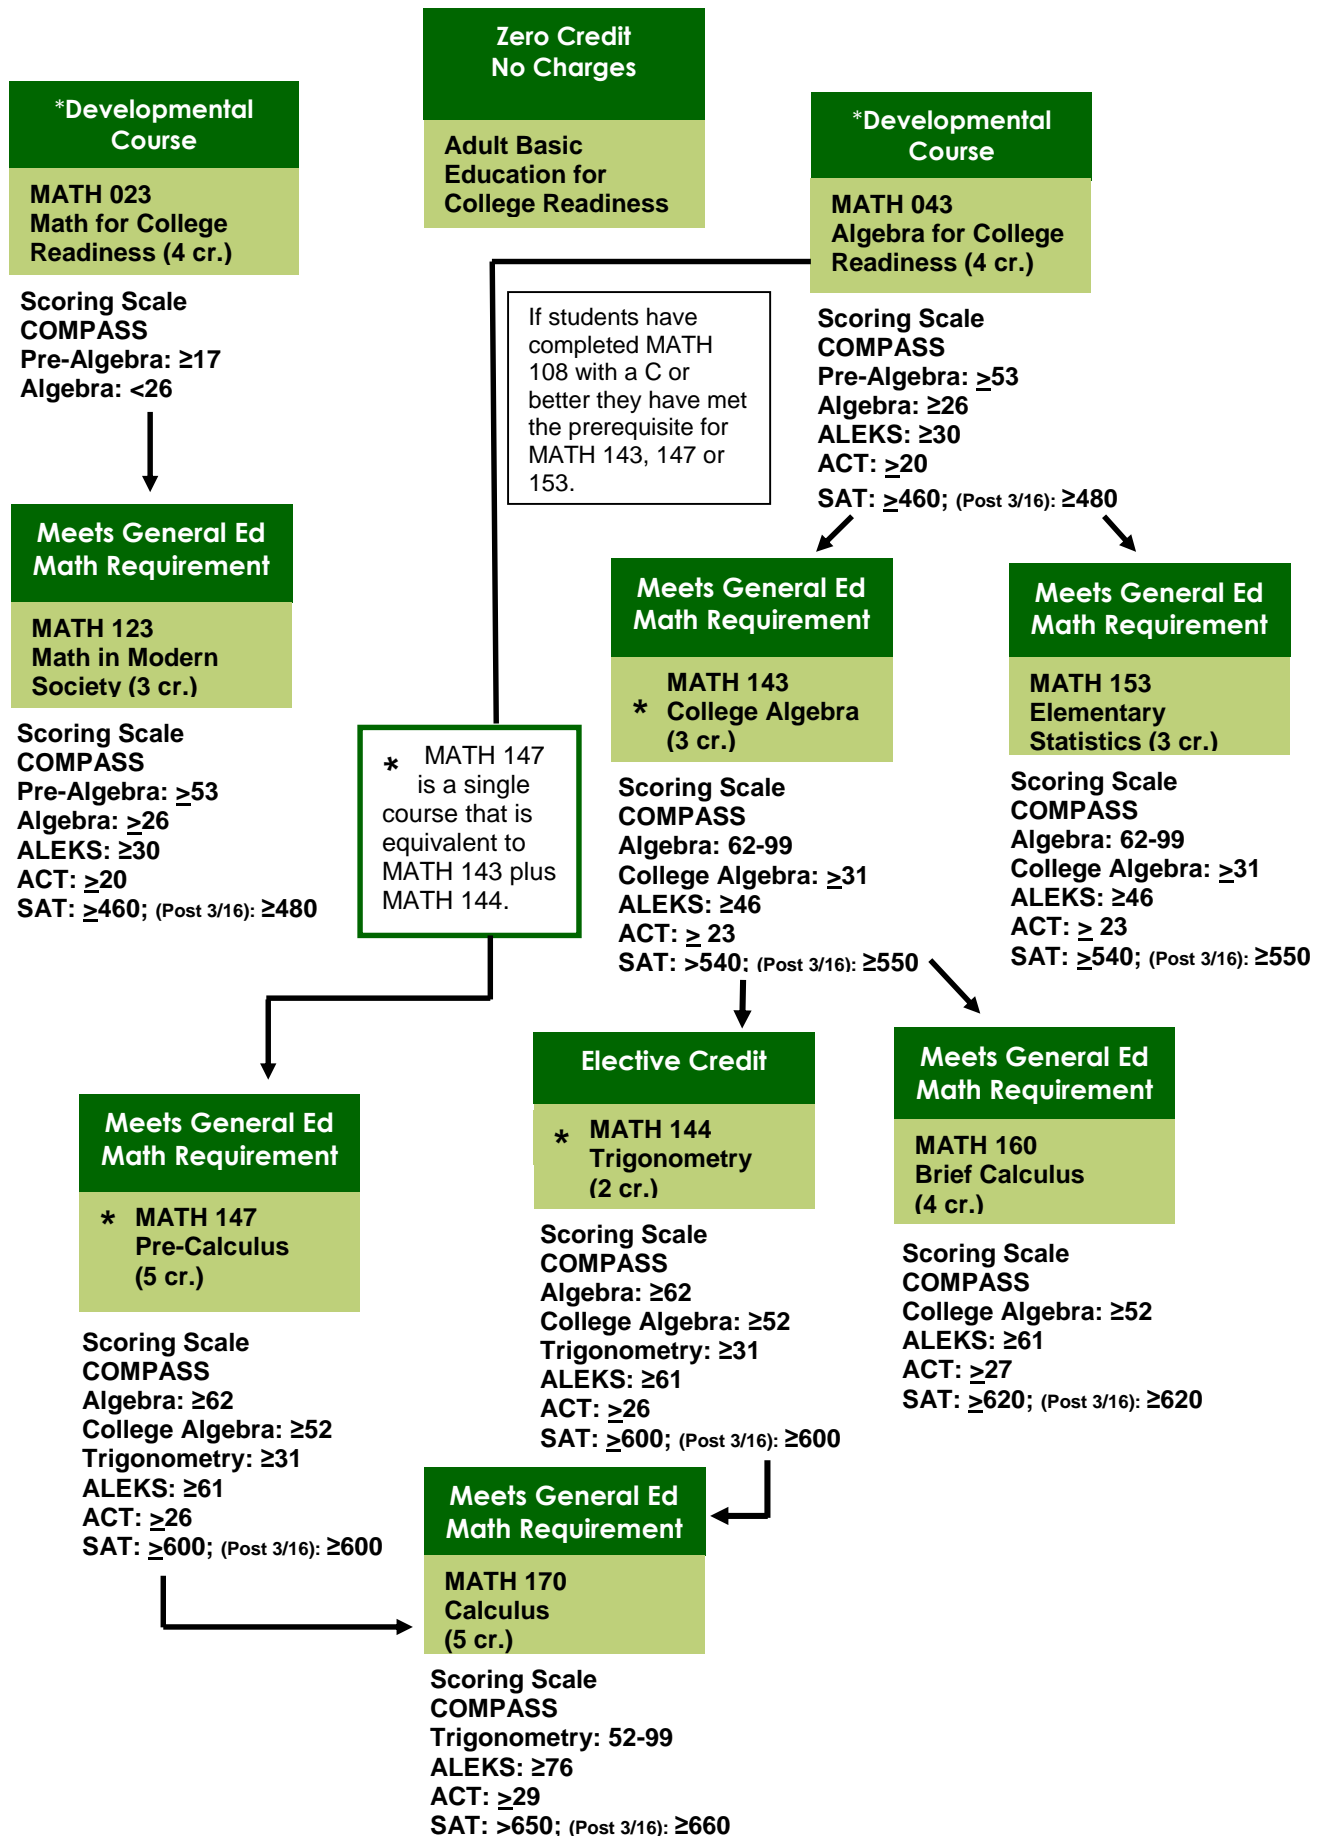 Zero Credit
No Charges
Adult Basic
Education for
College Readiness
*Developmental
Course
MATH 023
Math for College
Readiness (4 cr.)
Scoring Scale
COMPASS
Pre-Algebra: ≥17
Algebra: <26
*Developmental
Course
MATH 043
Algebra for College
Readiness (4 cr.)
Scoring Scale
COMPASS
Pre-Algebra: ≥53
Algebra: ≥26
ALEKS: ≥30
ACT: ≥20
SAT: ≥460; (Post 3/16): ≥480
If students have
completed MATH
108 with a C or
better they have met
the prerequisite for
MATH 143, 147 or
153.
Meets General Ed
Math Requirement
MATH 123
Math in Modern
Society (3 cr.)
Scoring Scale
COMPASS
Pre-Algebra: ≥53
Algebra: ≥26
ALEKS: ≥30
ACT: ≥20
SAT: ≥460; (Post 3/16): ≥480
* MATH 147
is a single
course that is
equivalent to
MATH 143 plus
MATH 144.
Meets General Ed
Math Requirement
MATH 143
* College Algebra
(3 cr.)
Scoring Scale
COMPASS
Algebra: 62-99
College Algebra: ≥31
ALEKS: ≥46
ACT: ≥ 23
SAT: >540; (Post 3/16): ≥550
Meets General Ed
Math Requirement
MATH 153
Elementary
Statistics (3 cr.)
Scoring Scale
COMPASS
Algebra: 62-99
College Algebra: ≥31
ALEKS: ≥46
ACT: ≥ 23
SAT: ≥540; (Post 3/16): ≥550
Meets General Ed
Math Requirement
* MATH 147
Pre-Calculus
(5 cr.)
Scoring Scale
COMPASS
Algebra: ≥62
College Algebra: ≥52
Trigonometry: ≥31
ALEKS: ≥61
ACT: ≥26
SAT: ≥600; (Post 3/16): ≥600
Elective Credit
* MATH 144
Trigonometry
(2 cr.)
Scoring Scale
COMPASS
Algebra: ≥62
College Algebra: ≥52
Trigonometry: ≥31
ALEKS: ≥61
ACT: ≥26
SAT: ≥600; (Post 3/16): ≥600
Meets General Ed
Math Requirement
MATH 160
Brief Calculus
(4 cr.)
Scoring Scale
COMPASS
College Algebra: ≥52
ALEKS: ≥61
ACT: ≥27
SAT: ≥620; (Post 3/16): ≥620
Meets General Ed
Math Requirement
MATH 170
Calculus
(5 cr.)
Scoring Scale
COMPASS
Trigonometry: 52-99
ALEKS: ≥76
ACT: ≥29
SAT: >650; (Post 3/16): ≥660